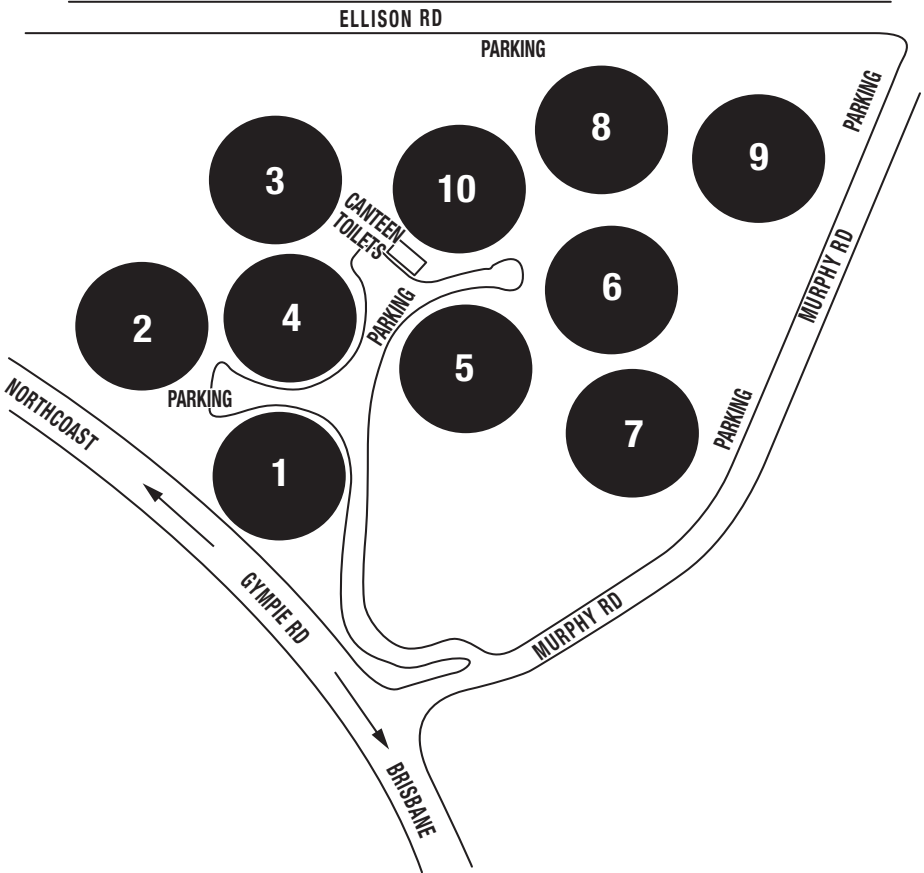 ELLISON RD
PARKING
PARKING
8
9
3
10
CANTEEN
TOILETS
MURPHY RD
6
4
2
PARKING
5
PARKING
NORTHCOAST
PARKING
7
1
GYMPIE RD
MURPHY RD
BRISBANE